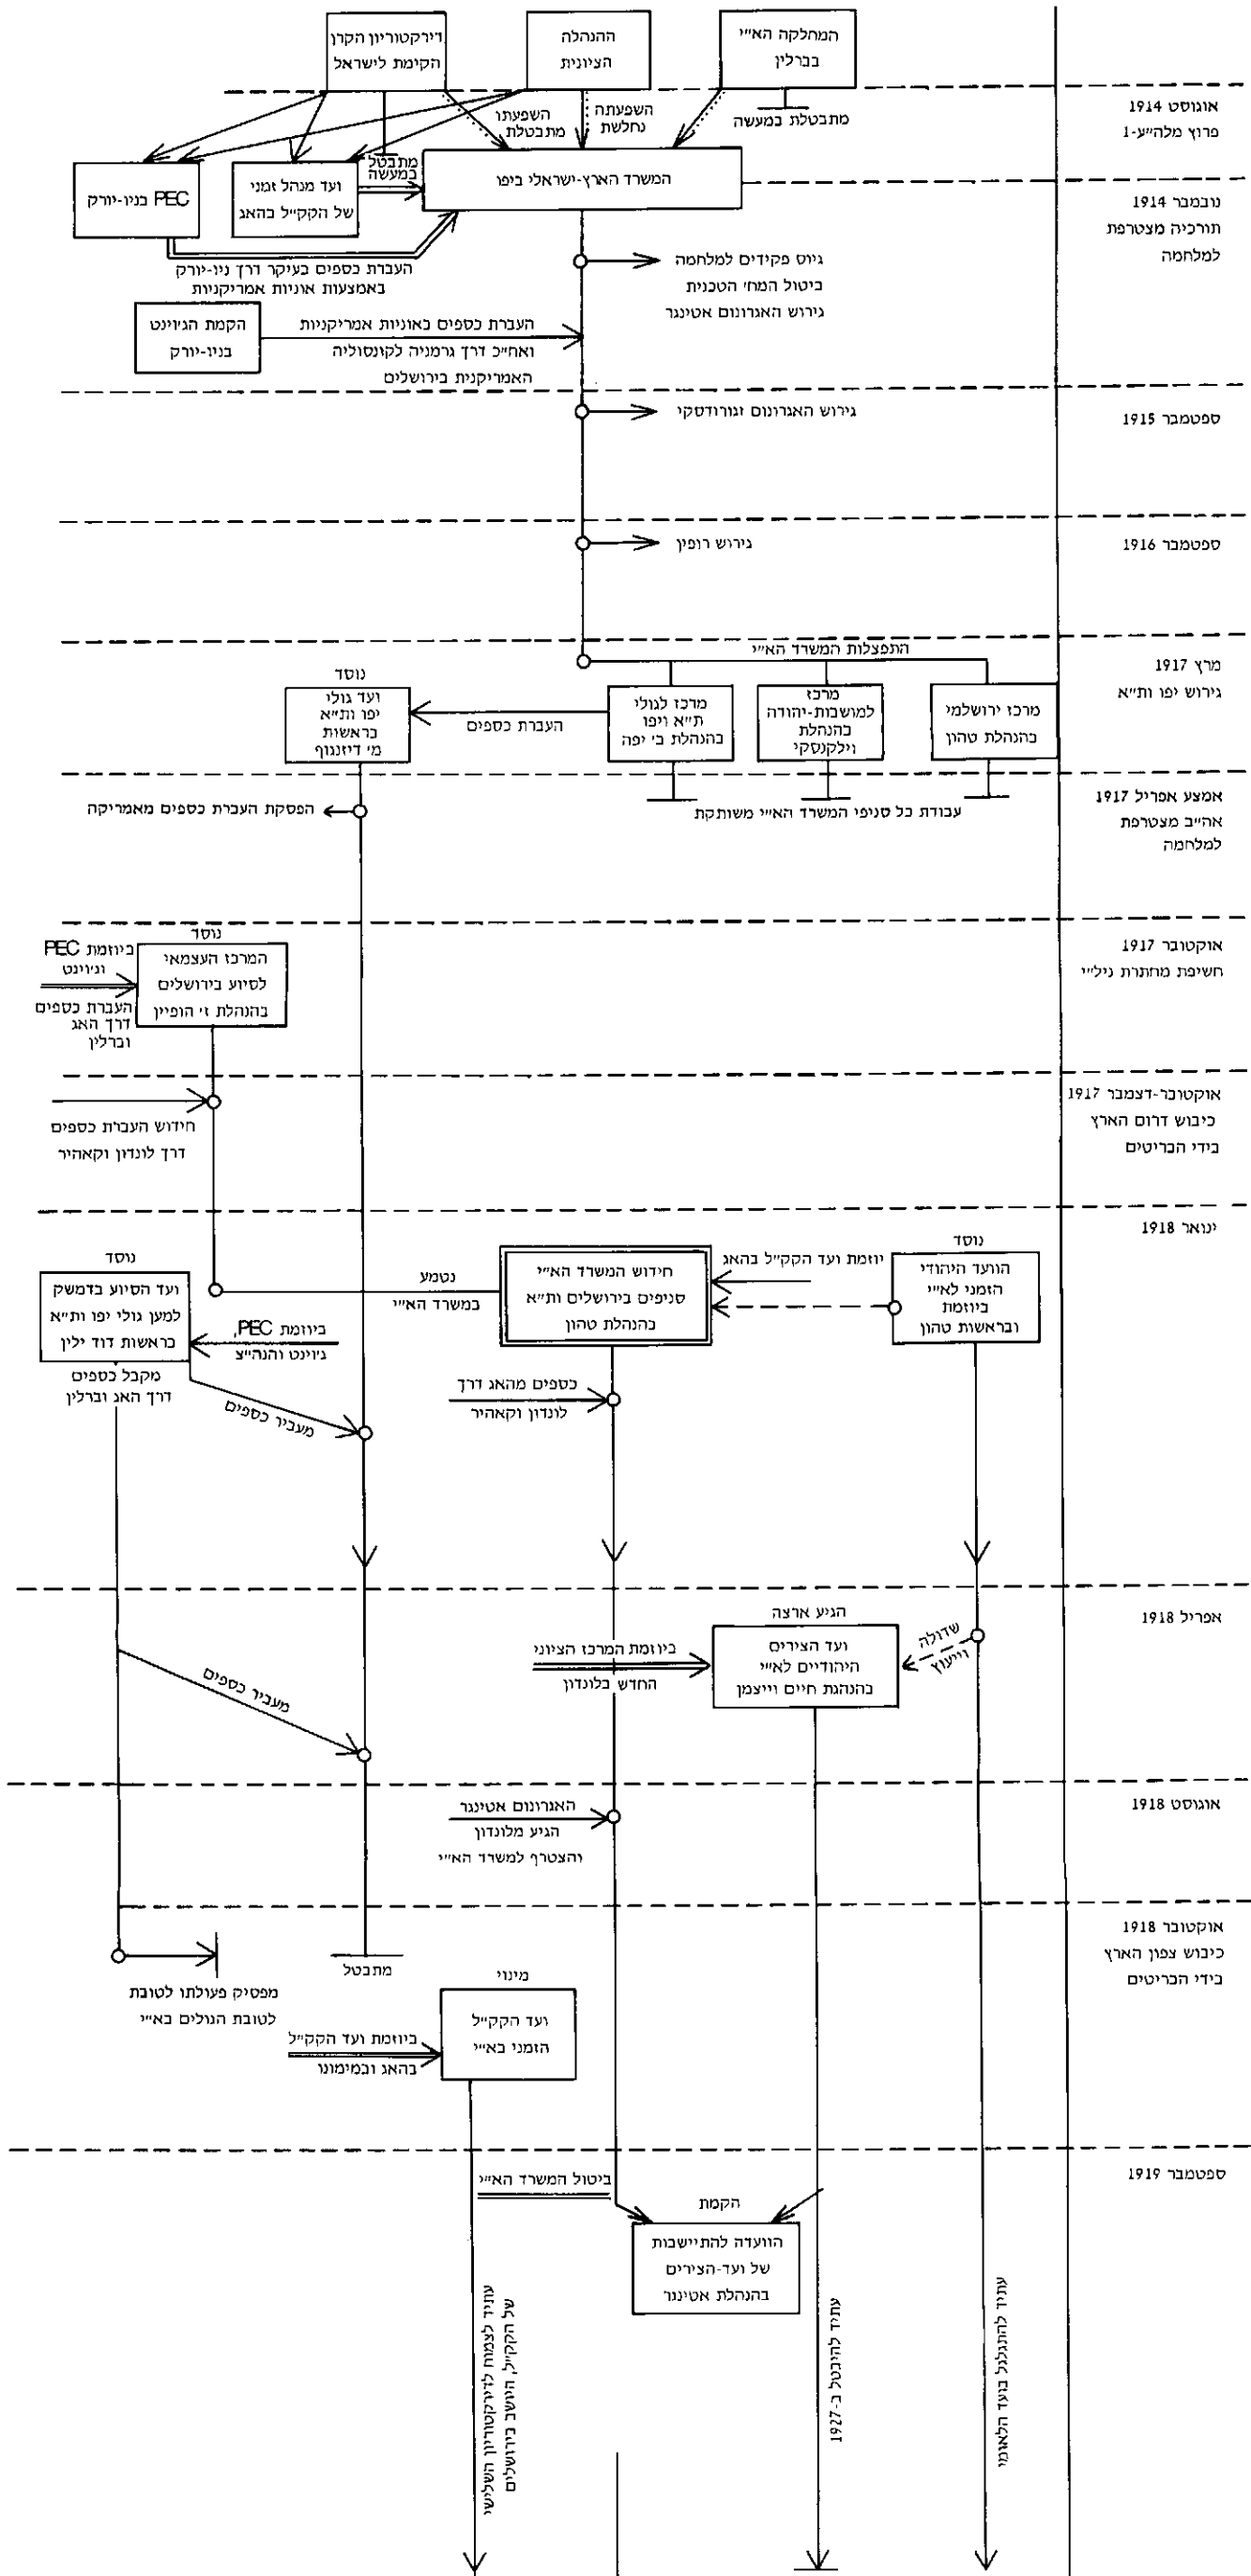 דירקטוריון הקרן
הקימת לישראל
ההנהלה
הציונית
המחלקה הא"י
בברלין
אוגוסט 1914
פרוץ מלה"ע-1
השפעתו
מתבטלת
השפעתה
נחלשת
מתבטלת במעשה
מתבטל
במעשה
PEC בניו-יורק
ועד מנהל זמני
של הקק"ל בהאג
המשרד הארץ-ישראלי ביפו
נובמבר 1914
תורכיה מצטרפת
למלחמה
העברת כספים בעיקר דרך ניו-יורק
באמצעות אוניות אמריקניות
גיוס פקידים למלחמה
ביטול המח' הטכנית
גירוש האגרונום אטינגר
הקמת הג'וינט
בניו-יורק
העברת כספים באוניות אמריקניות
ואח"כ דרך גרמניה לקונסוליה
האמריקנית בירושלים
גירוש האגרונום זגורודסקי
ספטמבר 1915
גירוש רופין
ספטמבר 1916
התפצלות המשרד הא"י
מרץ 1917
גירוש יפו ות"א
נוסד
ועד גולי
יפו ות"א
בראשות
מ' דיזנגוף
העברת כספים
מרכז לגולי
ת"א ויפו
בהנהלת ב' יפה
מרכז
למושבות-יהודה
בהנהלת
וילקנסקי
מרכז ירושלמי
בהנהלת טהון
אמצע אפריל 1917
אה"ב מצטרפת
למלחמה
הפסקת העברת כספים מאמריקה
עבודת כל סניפי המשרד הא"י משותקת
אוקטובר 1917
חשיפת מחתרת ניל"י
נוסד
המרכז העצמאי
לסיוע בירושלים
בהנהלת ז' הופיין
ביוזמת PEC
וג'וינט
העברת כספים
דרך האג
וברלין
אוקטובר-דצמבר 1917
כיבוש דרום הארץ
בידי הבריטים
חידוש העברת כספים
דרך לונדון וקאהיר
ינואר 1918
נוסד
ועד הסיוע בדמשק
למען גולי יפו ות"א
בראשות דוד ילין
נטמע
במשרד הא"י
חידוש המשרד הא"י
סניפים בירושלים ות"א
בהנהלת טהון
יוזמת ועד הקק"ל בהאג
נוסד
הוועד היהודי
הזמני לא"י
ביוזמת
ובראשות טהון
ביוזמת PEC,
ג'וינט והנה"צ
מקבל כספים
דרך האג וברלין
מעביר כספים
כספים מהאג דרך
לונדון וקאהיר
אפריל 1918
הגיע ארצה
ועד הצירים
היהודיים לא"י
בהנהגת חיים וייצמן
ביוזמת המרכז הציוני
החדש בלונדון
שדולה
וייעוץ
מעביר כספים
אוגוסט 1918
האגרונום אטינגר
הגיע מלונדון
והצטרף למשרד הא"י
אוקטובר 1918
כיבוש צפון הארץ
בידי הבריטים
מפסיק פעולתו לטובת
לטובת הגולים בא"י
מתבטל
מינוי
ועד הקק"ל
הזמני בא"י
ביוזמת ועד הקק"ל
בהאג ובמימונו
ספטמבר 1919
ביטול המשרד הא"י
הקמת
הוועדה להתיישבות
של ועד-הצירים
בהנהלת אטינגר
עתיד לצמוח לדירקטוריון השלישי
של הקק"ל, היושב בירושלים
עתיד להיבטל ב-1927
עתיד להתגלגל בועד הלאומי